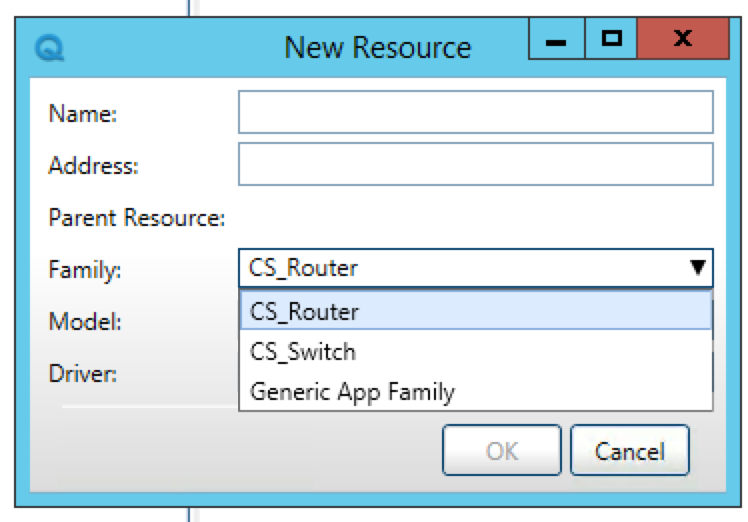 New Resource
Name:
Address:
Parent Resource:
Family: CS_Router
CS_Router
Model:
CS_Switch
Driver:
Generic App Family
OK Cancel